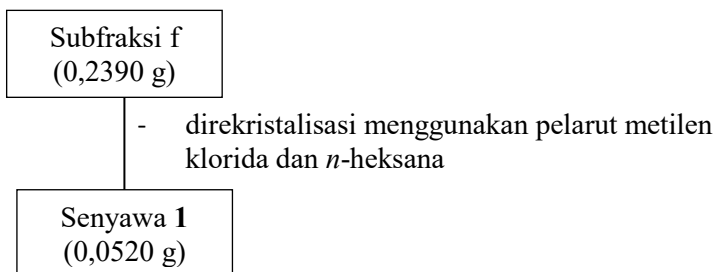 Subfraksi f
(0,2390 g)
- direkristalisasi menggunakan pelarut metilen
klorida dan n-heksana
Senyawa 1
(0,0520 g)